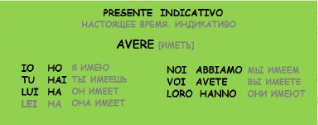 PRESENTE INDICATIVO
НАСТОЯЩЕЕ ВРЕМЯ. ИНДИКАТИВО
AVERE [ИМЕТЬ]
IO HO Я ИМЕЮ
TU HAI ТЫ ИМЕЕШЬ
LUI HA ОН ИМЕЕТ
LEI HA ОНА ИМЕЕТ
NOI ABBIAMO МЫ ИМЕЕМ
VOI AVETE ВЫ ИМЕЕТЕ
LORO HANNO ОНИ ИМЕЮТ